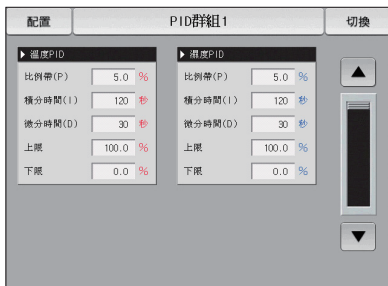 配置 PID群組1 切換
▶ 溫度PID
比例帶(P) 5.0 %
積分時間(I) 120 秒
微分時間(D) 30 秒
上限 100.0 %
下限 0.0 %
▶ 濕度PID
比例帶(P) 5.0 %
積分時間(I) 120 秒
微分時間(D) 30 秒
上限 100.0 %
下限 0.0 %